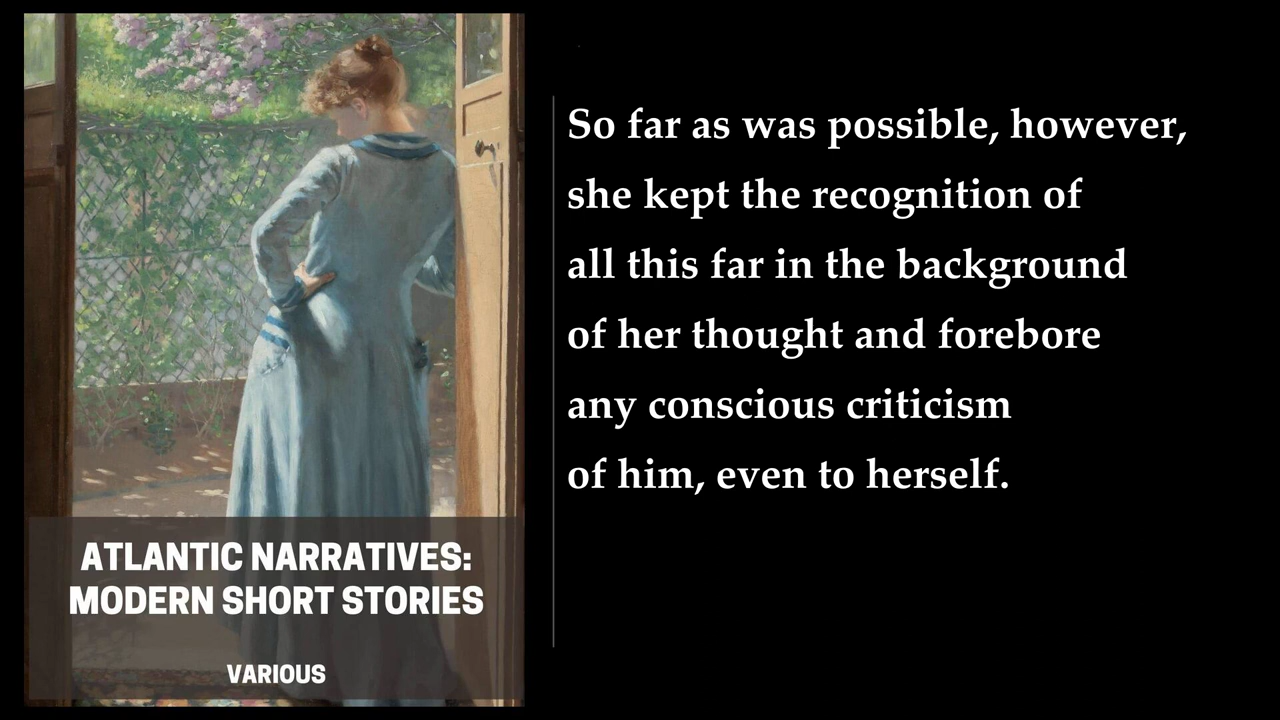 So far as was possible, however,
she kept the recognition of
all this far in the background
of her thought and forebore
any conscious criticism
of him, even to herself.
ATLANTIC NARRATIVES:
MODERN SHORT STORIES
VARIOUS